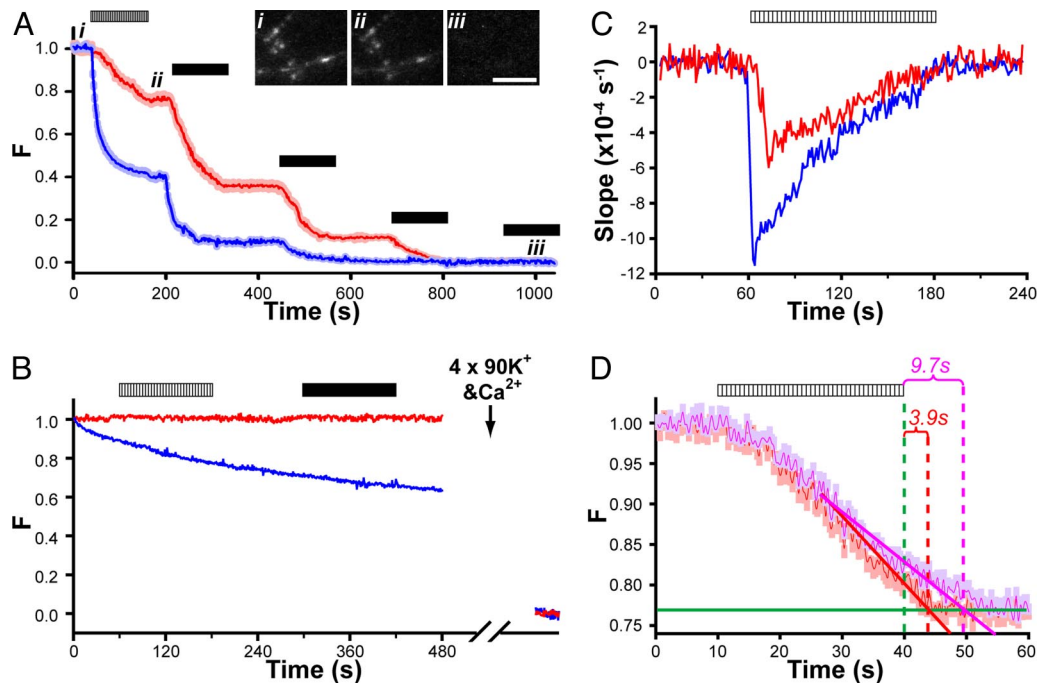 A
i
ii
i
ii
iii
iii
1.0
0.8
0.6
0.4
0.2
0.0
F
0
200
400
600
800
1000
Time (s)
B
4 x 90K⁺
&Ca²⁺
1.0
0.8
0.6
0.4
0.2
0.0
F
0
120
240
360
480
Time (s)
C
2
0
-2
-4
-6
-8
-10
-12
Slope (x10⁻⁴ s⁻¹)
0
60
120
180
240
Time (s)
D
9.7s
3.9s
1.00
0.95
0.90
0.85
0.80
0.75
F
0
10
20
30
40
50
60
Time (s)